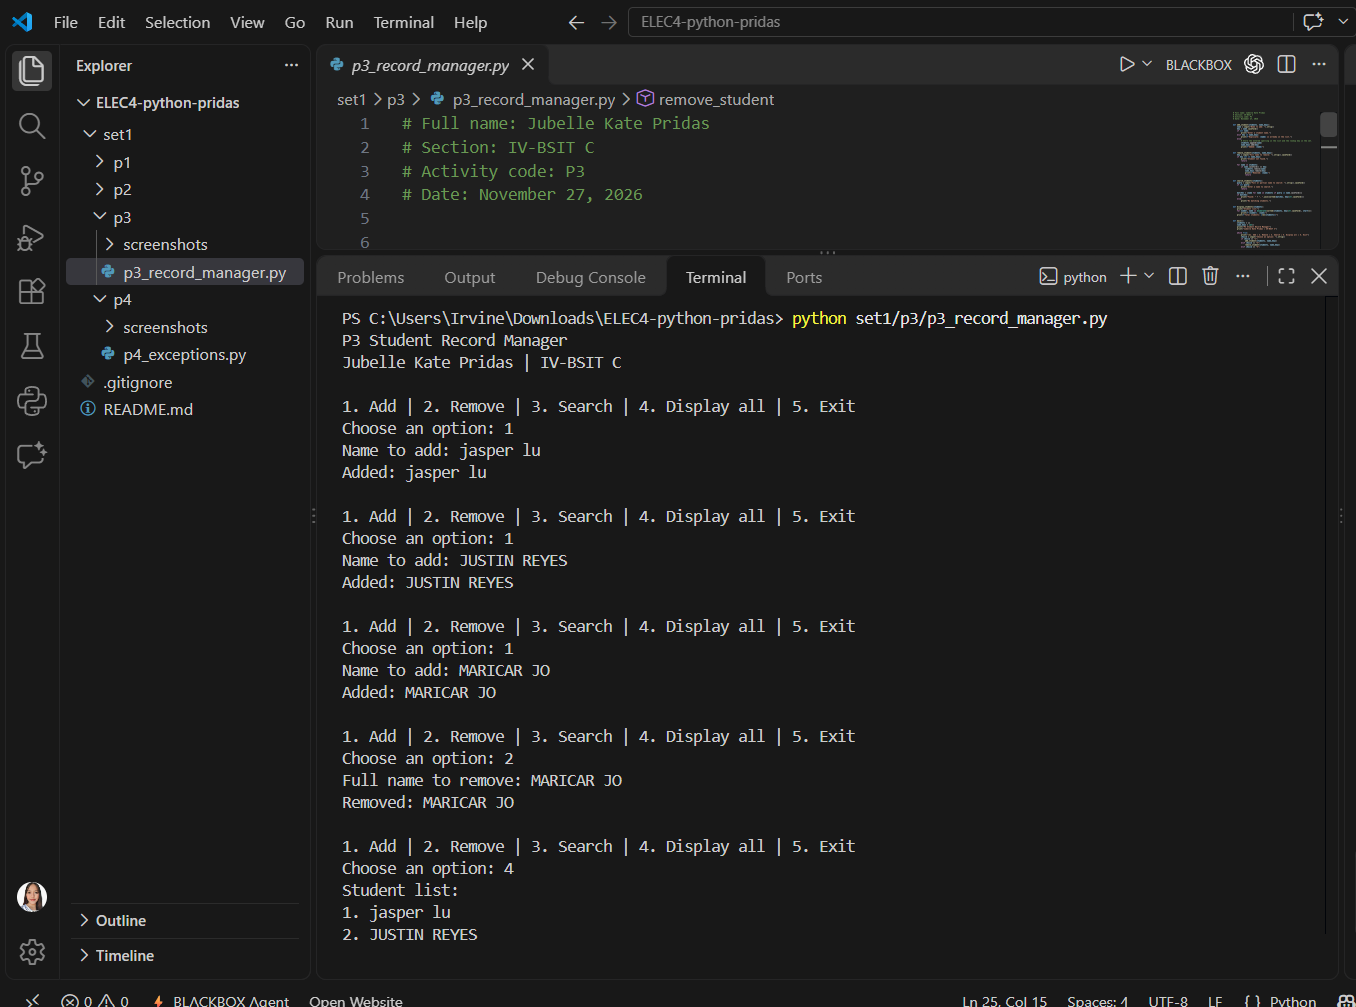 File Edit Selection View Go Run Terminal Help
ELEC4-python-pridas
Explorer
ELEC4-python-pridas
set1
p1
p2
p3
screenshots
p3_record_manager.py
p4
screenshots
p4_exceptions.py
.gitignore
README.md
Outline
Timeline
p3_record_manager.py
BLACKBOX
set1 > p3 > p3_record_manager.py > remove_student
1 # Full name: Jubelle Kate Pridas
2 # Section: IV-BSIT C
3 # Activity code: P3
4 # Date: November 27, 2026
5
6
Problems Output Debug Console Terminal Ports
python
PS C:\Users\Irvine\Downloads\ELEC4-python-pridas> python set1/p3/p3_record_manager.py
P3 Student Record Manager
Jubelle Kate Pridas | IV-BSIT C
1. Add | 2. Remove | 3. Search | 4. Display all | 5. Exit
Choose an option: 1
Name to add: jasper lu
Added: jasper lu
1. Add | 2. Remove | 3. Search | 4. Display all | 5. Exit
Choose an option: 1
Name to add: JUSTIN REYES
Added: JUSTIN REYES
1. Add | 2. Remove | 3. Search | 4. Display all | 5. Exit
Choose an option: 1
Name to add: MARICAR JO
Added: MARICAR JO
1. Add | 2. Remove | 3. Search | 4. Display all | 5. Exit
Choose an option: 2
Full name to remove: MARICAR JO
Removed: MARICAR JO
1. Add | 2. Remove | 3. Search | 4. Display all | 5. Exit
Choose an option: 4
Student list:
1. jasper lu
2. JUSTIN REYES
0 0 BLACKBOX Agent Open Website Ln 25, Col 15 Spaces: 4 UTF-8 LF {} Python